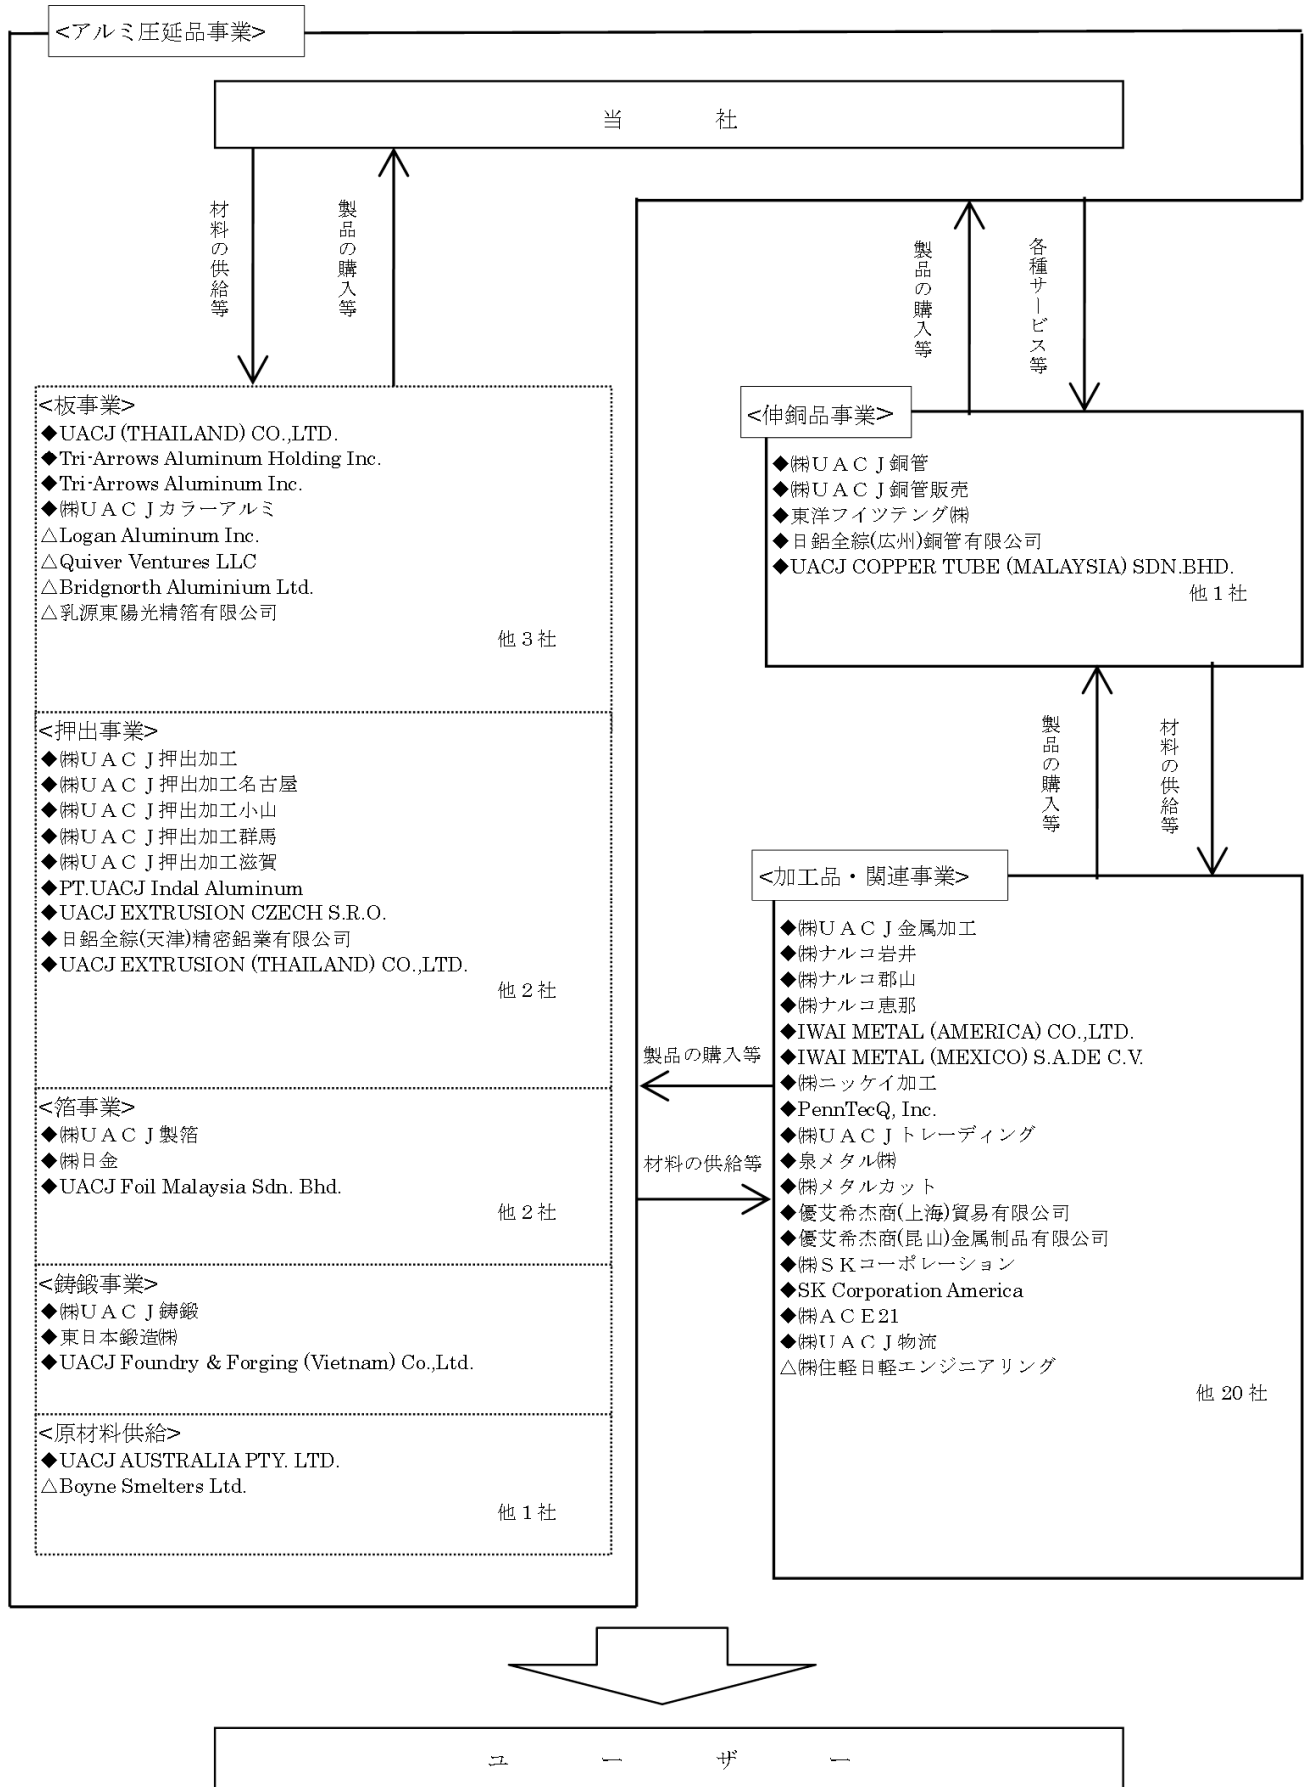 <アルミ圧延品事業>
当社
材料の供給等
製品の購入等
製品の購入等
各種サービス等
<板事業>
◆UACJ (THAILAND) CO.,LTD.
◆Tri-Arrows Aluminum Holding Inc.
◆Tri-Arrows Aluminum Inc.
◆㈱ＵＡＣＪカラーアルミ
△Logan Aluminum Inc.
△Quiver Ventures LLC
△Bridgnorth Aluminium Ltd.
△乳源東陽光精箔有限公司
他３社
<押出事業>
◆㈱ＵＡＣＪ押出加工
◆㈱ＵＡＣＪ押出加工名古屋
◆㈱ＵＡＣＪ押出加工小山
◆㈱ＵＡＣＪ押出加工群馬
◆㈱ＵＡＣＪ押出加工滋賀
◆PT.UACJ Indal Aluminum
◆UACJ EXTRUSION CZECH S.R.O.
◆日鋁全綜(天津)精密鋁業有限公司
◆UACJ EXTRUSION (THAILAND) CO.,LTD.
他２社
<箔事業>
◆㈱ＵＡＣＪ製箔
◆㈱日金
◆UACJ Foil Malaysia Sdn. Bhd.
他２社
<鋳鍛事業>
◆㈱ＵＡＣＪ鋳鍛
◆東日本鍛造㈱
◆UACJ Foundry & Forging (Vietnam) Co.,Ltd.
<原材料供給>
◆UACJ AUSTRALIA PTY. LTD.
△Boyne Smelters Ltd.
他１社
<伸銅品事業>
◆㈱ＵＡＣＪ銅管
◆㈱ＵＡＣＪ銅管販売
◆東洋フイツテング㈱
◆日鋁全綜(広州)銅管有限公司
◆UACJ COPPER TUBE (MALAYSIA) SDN.BHD.
他１社
製品の購入等
材料の供給等
<加工品・関連事業>
◆㈱ＵＡＣＪ金属加工
◆㈱ナルコ岩井
◆㈱ナルコ郡山
◆㈱ナルコ恵那
◆IWAI METAL (AMERICA) CO.,LTD.
◆IWAI METAL (MEXICO) S.A.DE C.V.
◆㈱ニッケイ加工
◆PennTecQ, Inc.
◆㈱ＵＡＣＪトレーディング
◆泉メタル㈱
◆㈱メタルカット
◆優艾希杰商(上海)貿易有限公司
◆優艾希杰商(昆山)金属制品有限公司
◆㈱ＳＫコーポレーション
◆SK Corporation America
◆㈱ＡＣＥ21
◆㈱ＵＡＣＪ物流
△㈱住軽日軽エンジニアリング
他 20 社
製品の購入等
材料の供給等
ユーザー